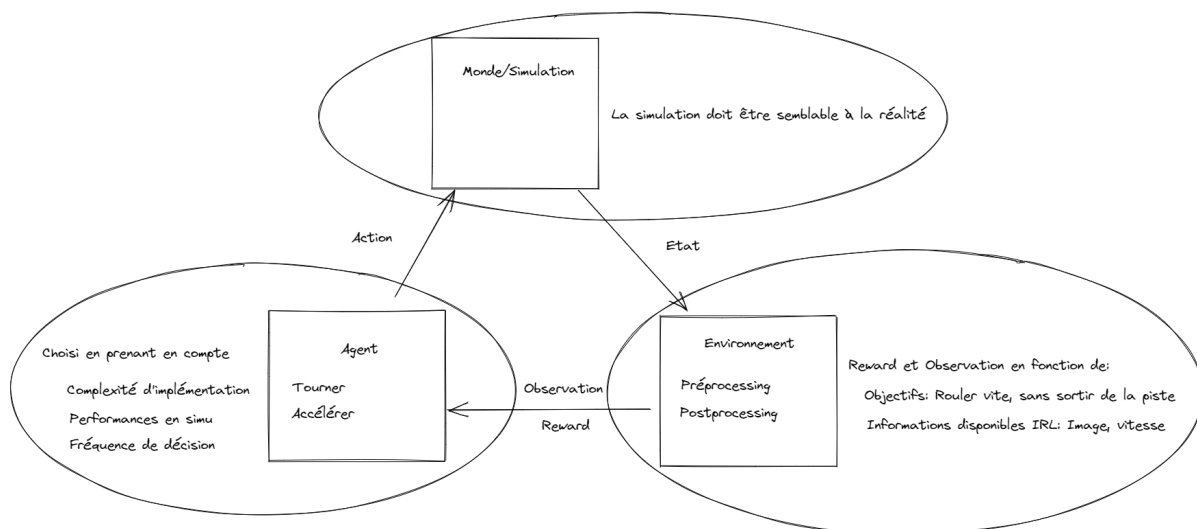 Monde/Simulation
La simulation doit être semblable à la réalité
Action
Etat
Choisi en prenant en compte
Complexité d'implémentation
Performances en simu
Fréquence de décision
Agent
Tourner
Accélérer
Observation
Reward
Environnement
Préprocessing
Postprocessing
Reward et Observation en fonction de:
Objectifs: Rouler vite, sans sortir de la piste
Informations disponibles IRL: Image, vitesse